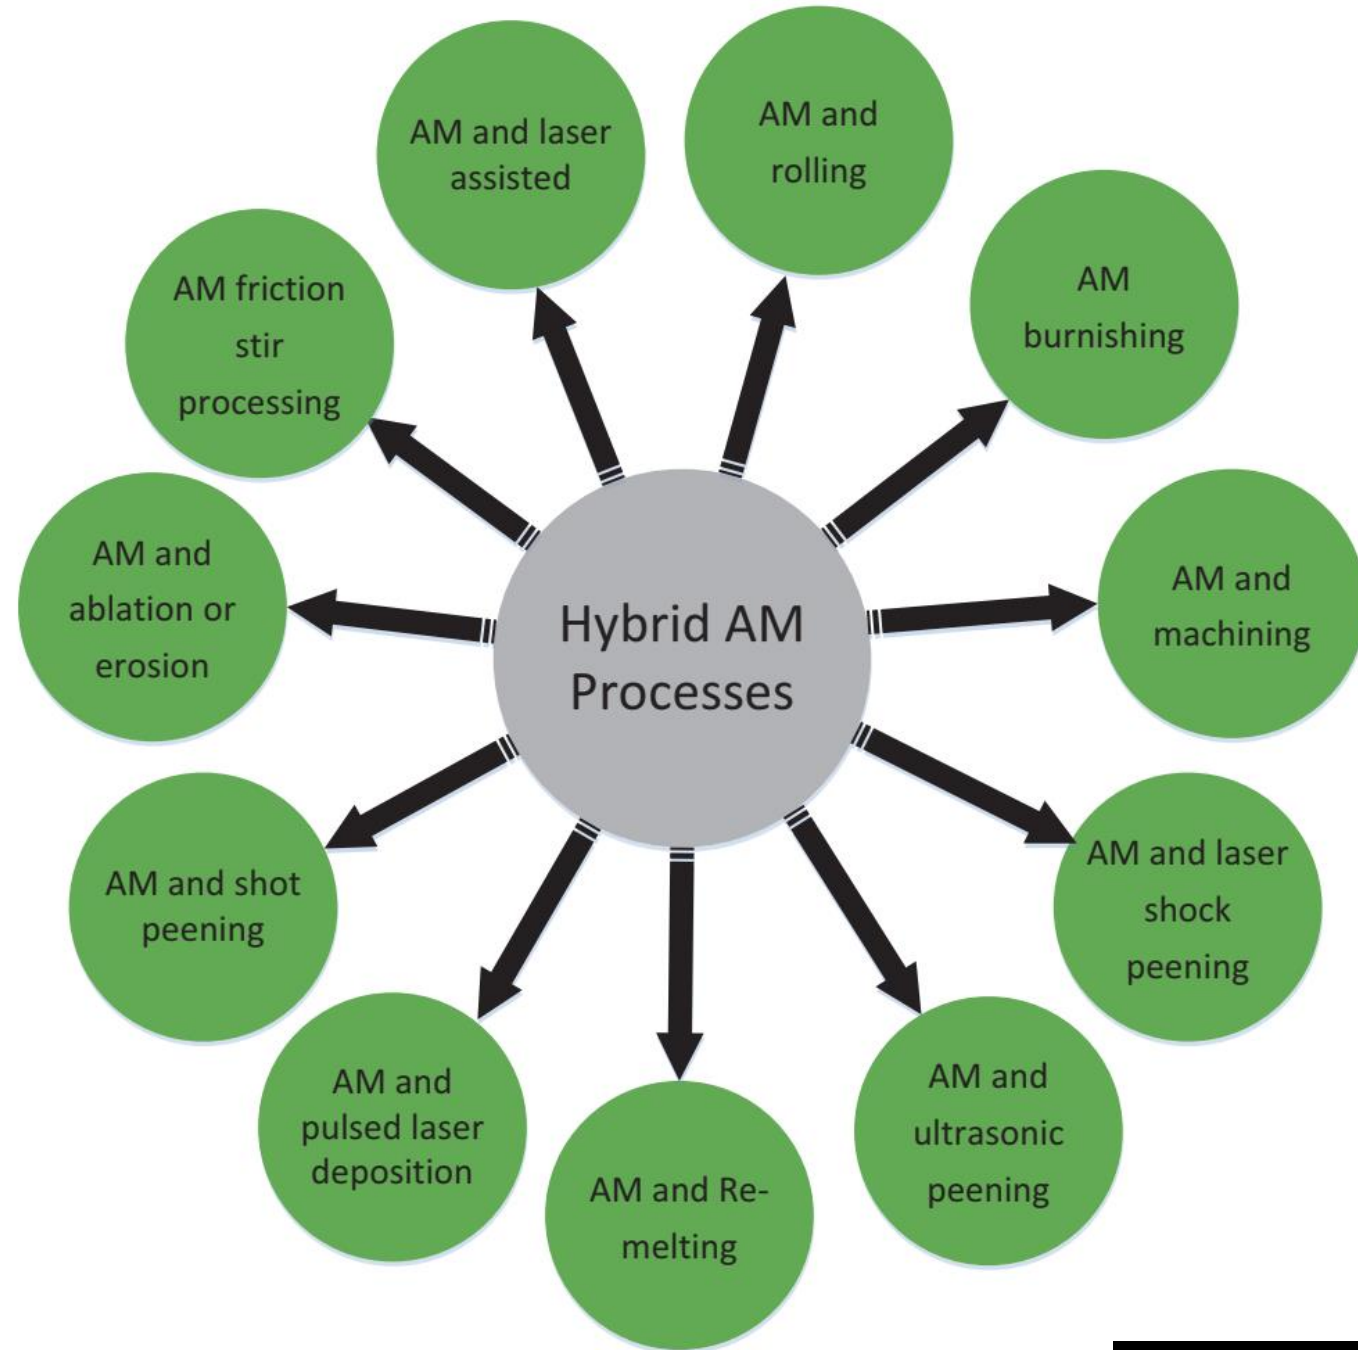 Hybrid AM
Processes
AM and laser
assisted
AM and
rolling
AM
burnishing
AM and
machining
AM and laser
shock
peening
AM and
ultrasonic
peening
AM and Re-
melting
AM and
pulsed laser
deposition
AM and shot
peening
AM and
ablation or
erosion
AM friction
stir
processing